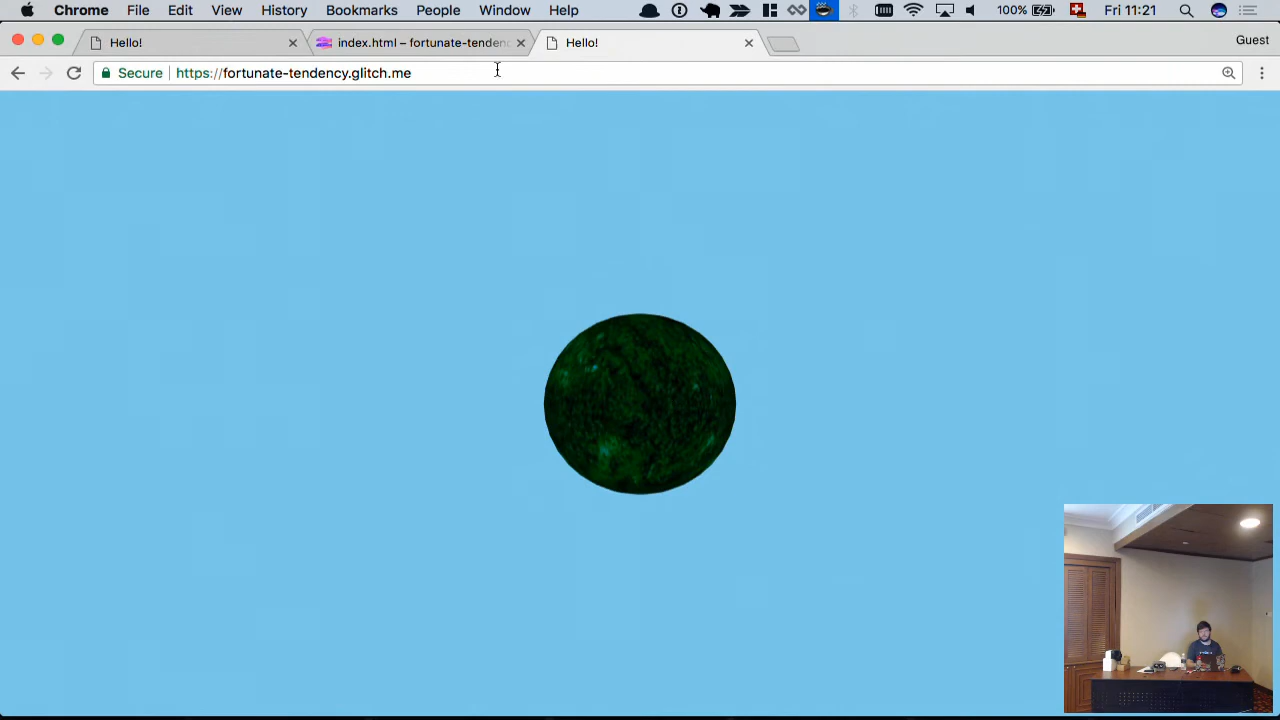 Chrome File Edit View History Bookmarks People Window Help 100% Fri 11:21
Hello! index.html – fortunate-tendenc Hello! Guest
Secure https://fortunate-tendency.glitch.me